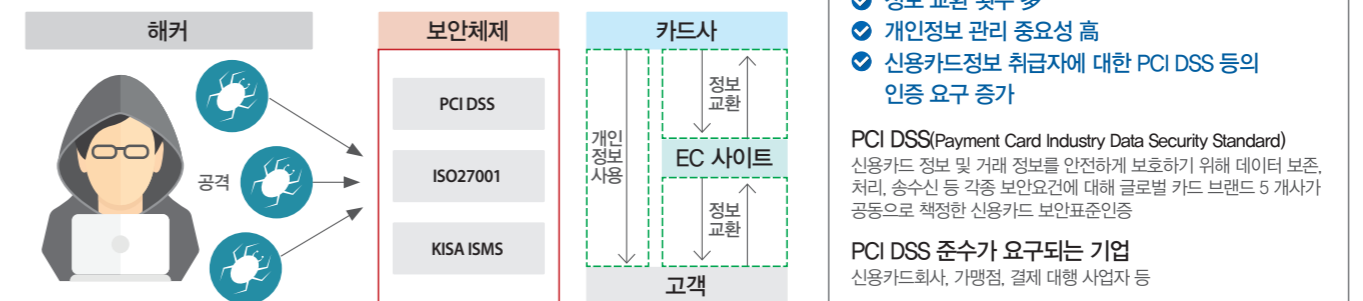 해커
공격
보안체제
PCI DSS
ISO27001
KISA ISMS
카드사
개인
정보
사용
정보
교환
EC 사이트
정보
교환
고객
정보 교환 횟수 多
개인정보 관리 중요성 高
신용카드정보 취급자에 대한 PCI DSS 등의
인증 요구 증가
PCI DSS(Payment Card Industry Data Security Standard)
신용카드 정보 및 거래 정보를 안전하게 보호하기 위해 데이터 보존,
처리, 송수신 등 각종 보안요건에 대해 글로벌 카드 브랜드 5 개사가
공동으로 책정한 신용카드 보안표준인증
PCI DSS 준수가 요구되는 기업
신용카드회사, 가맹점, 결제 대행 사업자 등